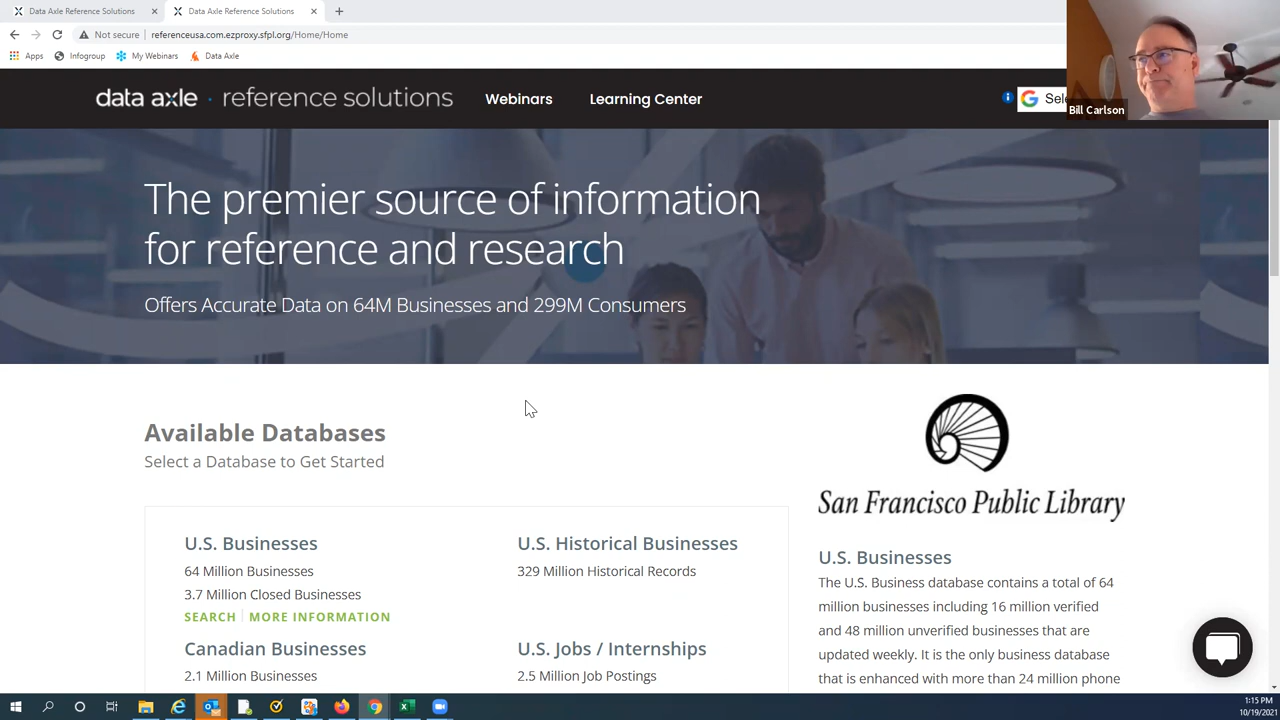 Data Axle Reference Solutions
Data Axle Reference Solutions
Not secure
referenceusa.com.ezproxy.sfpl.org/Home/Home
Apps
Infogroup
My Webinars
Data Axle
data axle · reference solutions
Webinars
Learning Center
Bill Carlson
The premier source of information
for reference and research
Offers Accurate Data on 64M Businesses and 299M Consumers
Available Databases
Select a Database to Get Started
U.S. Businesses
64 Million Businesses
3.7 Million Closed Businesses
SEARCH | MORE INFORMATION
U.S. Historical Businesses
329 Million Historical Records
Canadian Businesses
2.1 Million Businesses
U.S. Jobs / Internships
2.5 Million Job Postings
San Francisco Public Library
U.S. Businesses
The U.S. Business database contains a total of 64
million businesses including 16 million verified
and 48 million unverified businesses that are
updated weekly. It is the only business database
that is enhanced with more than 24 million phone
1:15 PM
10/19/2021